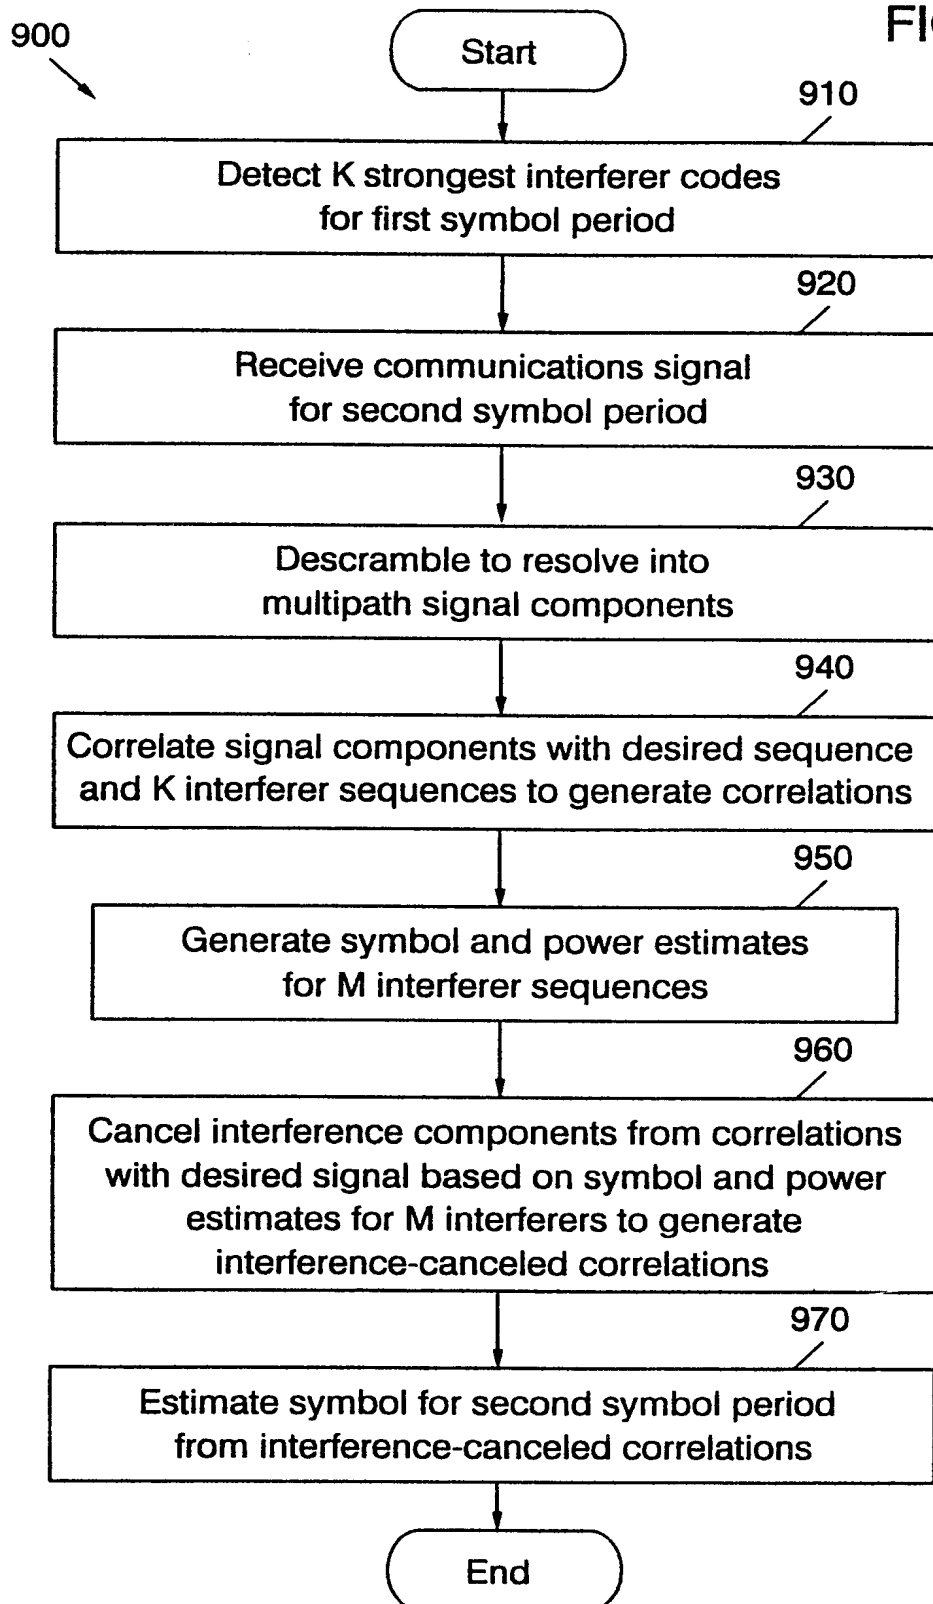 900
FI
Start
910
Detect K strongest interferer codes
for first symbol period
920
Receive communications signal
for second symbol period
930
Descramble to resolve into
multipath signal components
940
Correlate signal components with desired sequence
and K interferer sequences to generate correlations
950
Generate symbol and power estimates
for M interferer sequences
960
Cancel interference components from correlations
with desired signal based on symbol and power
estimates for M interferers to generate
interference-canceled correlations
970
Estimate symbol for second symbol period
from interference-canceled correlations
End